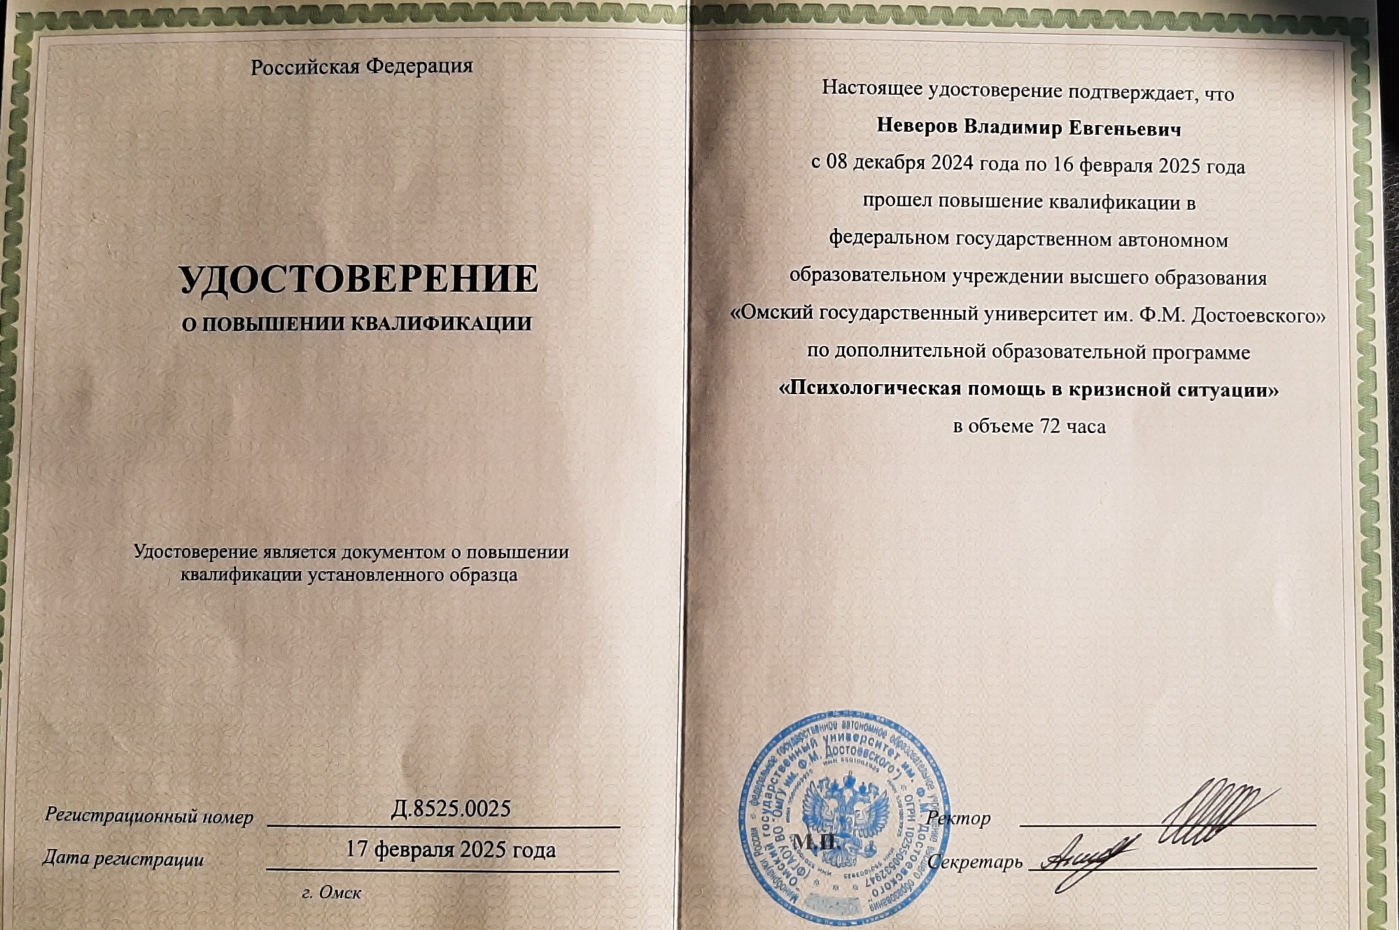 Российская Федерация
УДОСТОВЕРЕНИЕ
О ПОВЫШЕНИИ КВАЛИФИКАЦИИ
Удостоверение является документом о повышении
квалификации установленного образца
Регистрационный номер Д.8525.0025
Дата регистрации 17 февраля 2025 года
г. Омск
Настоящее удостоверение подтверждает, что
Неверов Владимир Евгеньевич
с 08 декабря 2024 года по 16 февраля 2025 года
прошел повышение квалификации в
федеральном государственном автономном
образовательном учреждении высшего образования
«Омский государственный университет им. Ф.М. Достоевского»
по дополнительной образовательной программе
«Психологическая помощь в кризисной ситуации»
в объеме 72 часа
М.П.
Ректор
Секретарь